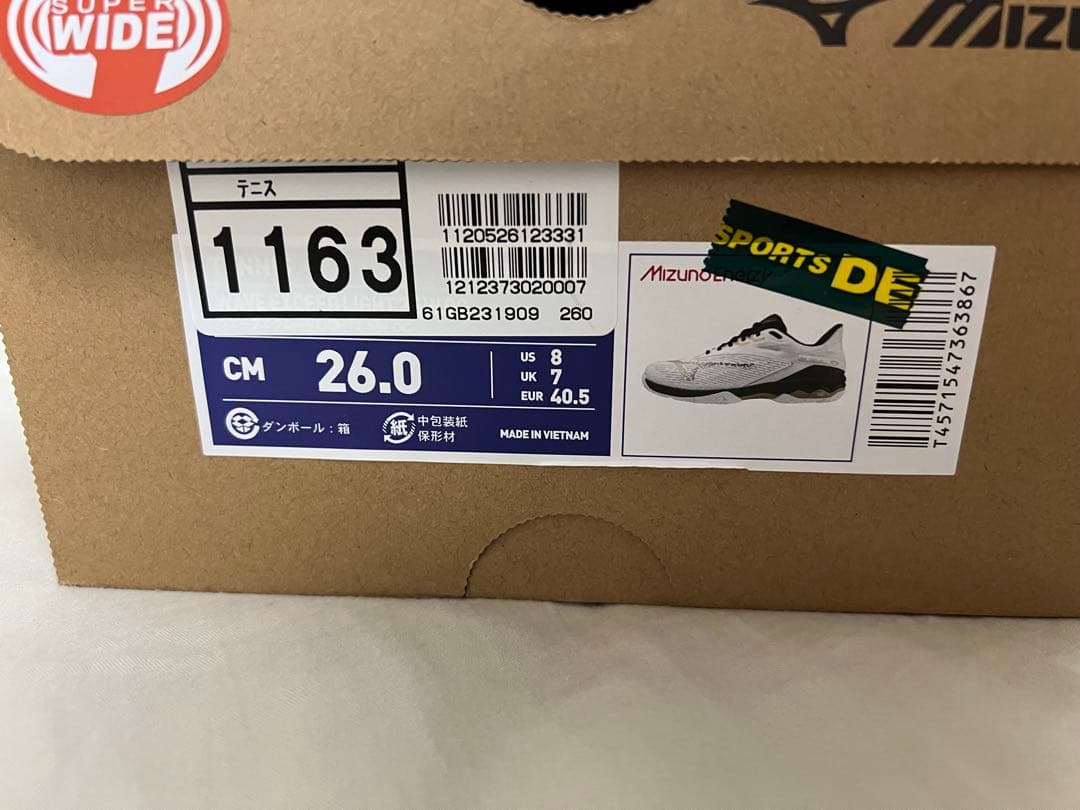 SUPER
WIDE
MIZU
テニス
1163
1120526123331
1212373020007
61GB231909 260
CM 26.0
US 8
UK 7
EUR 40.5
ダンボール：箱
紙
中包装紙
保形材
MADE IN VIETNAM
MIZUNO ENERZY
SPORTS DE
T4571547363867